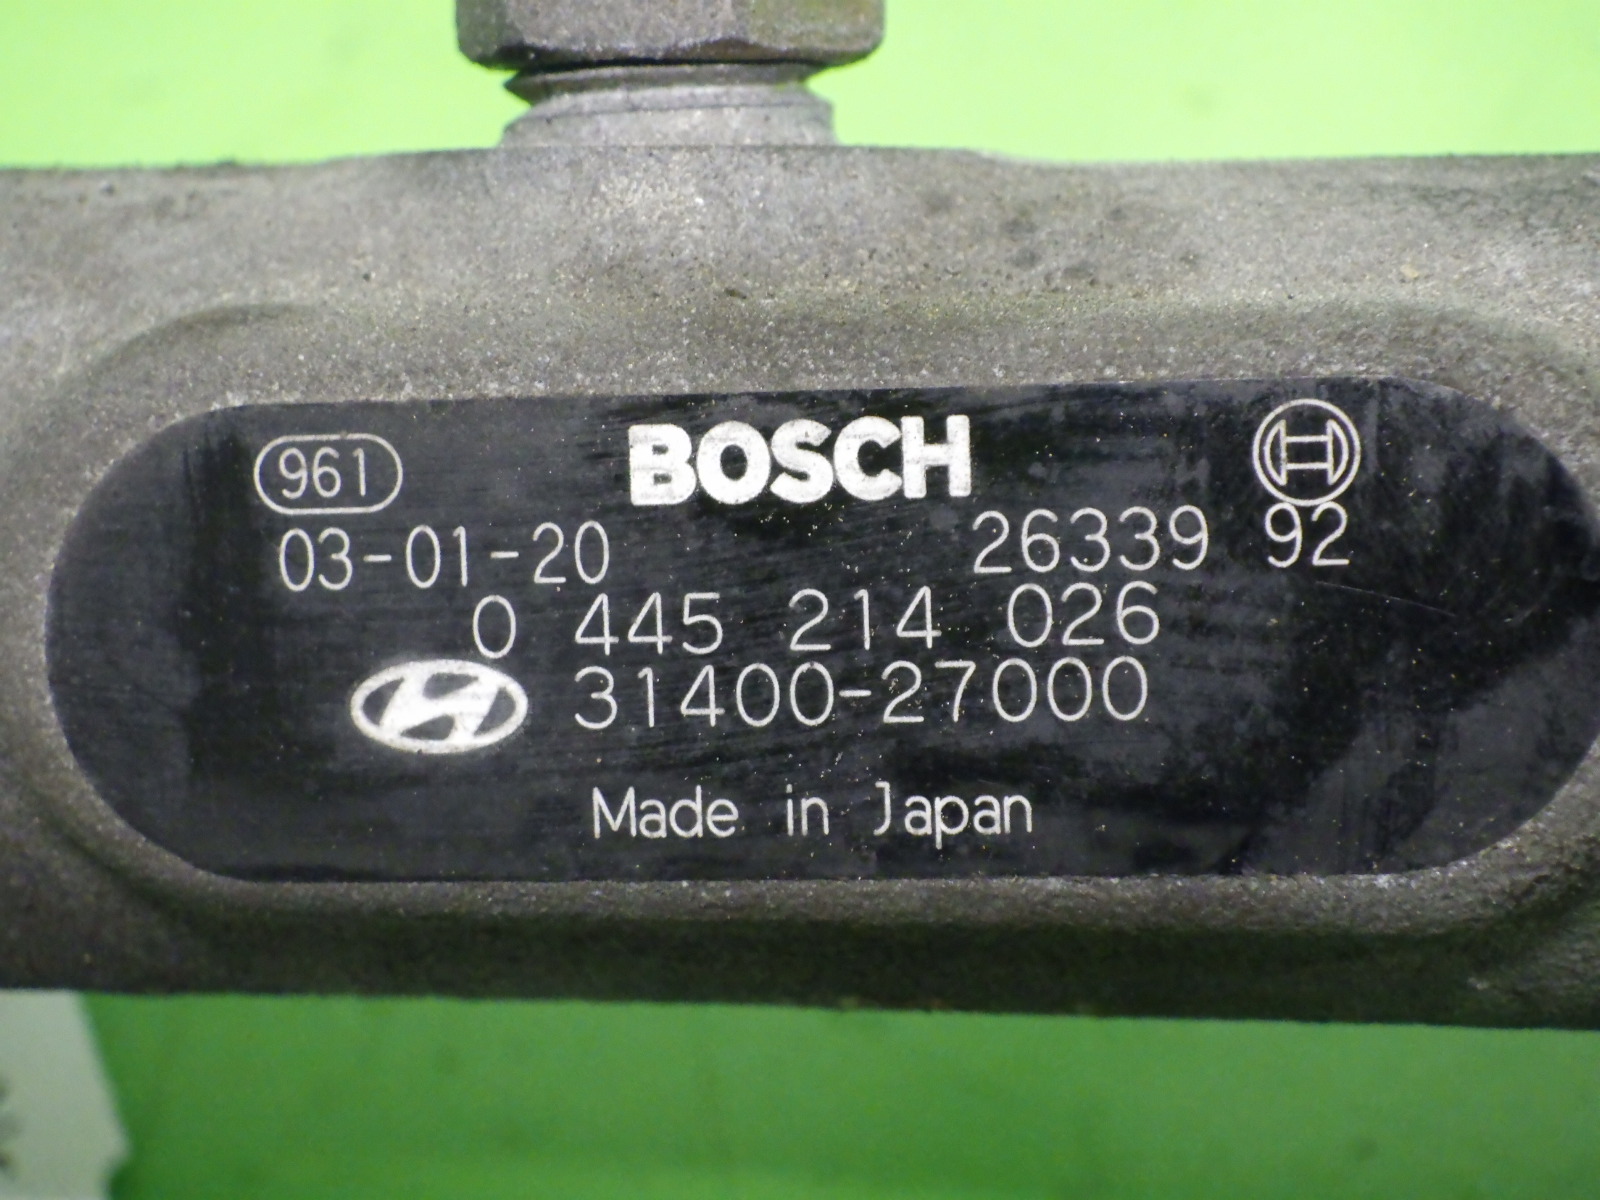 961 BOSCH
03-01-20 26339 92
0 445 214 026
31400-27000
Made in Japan